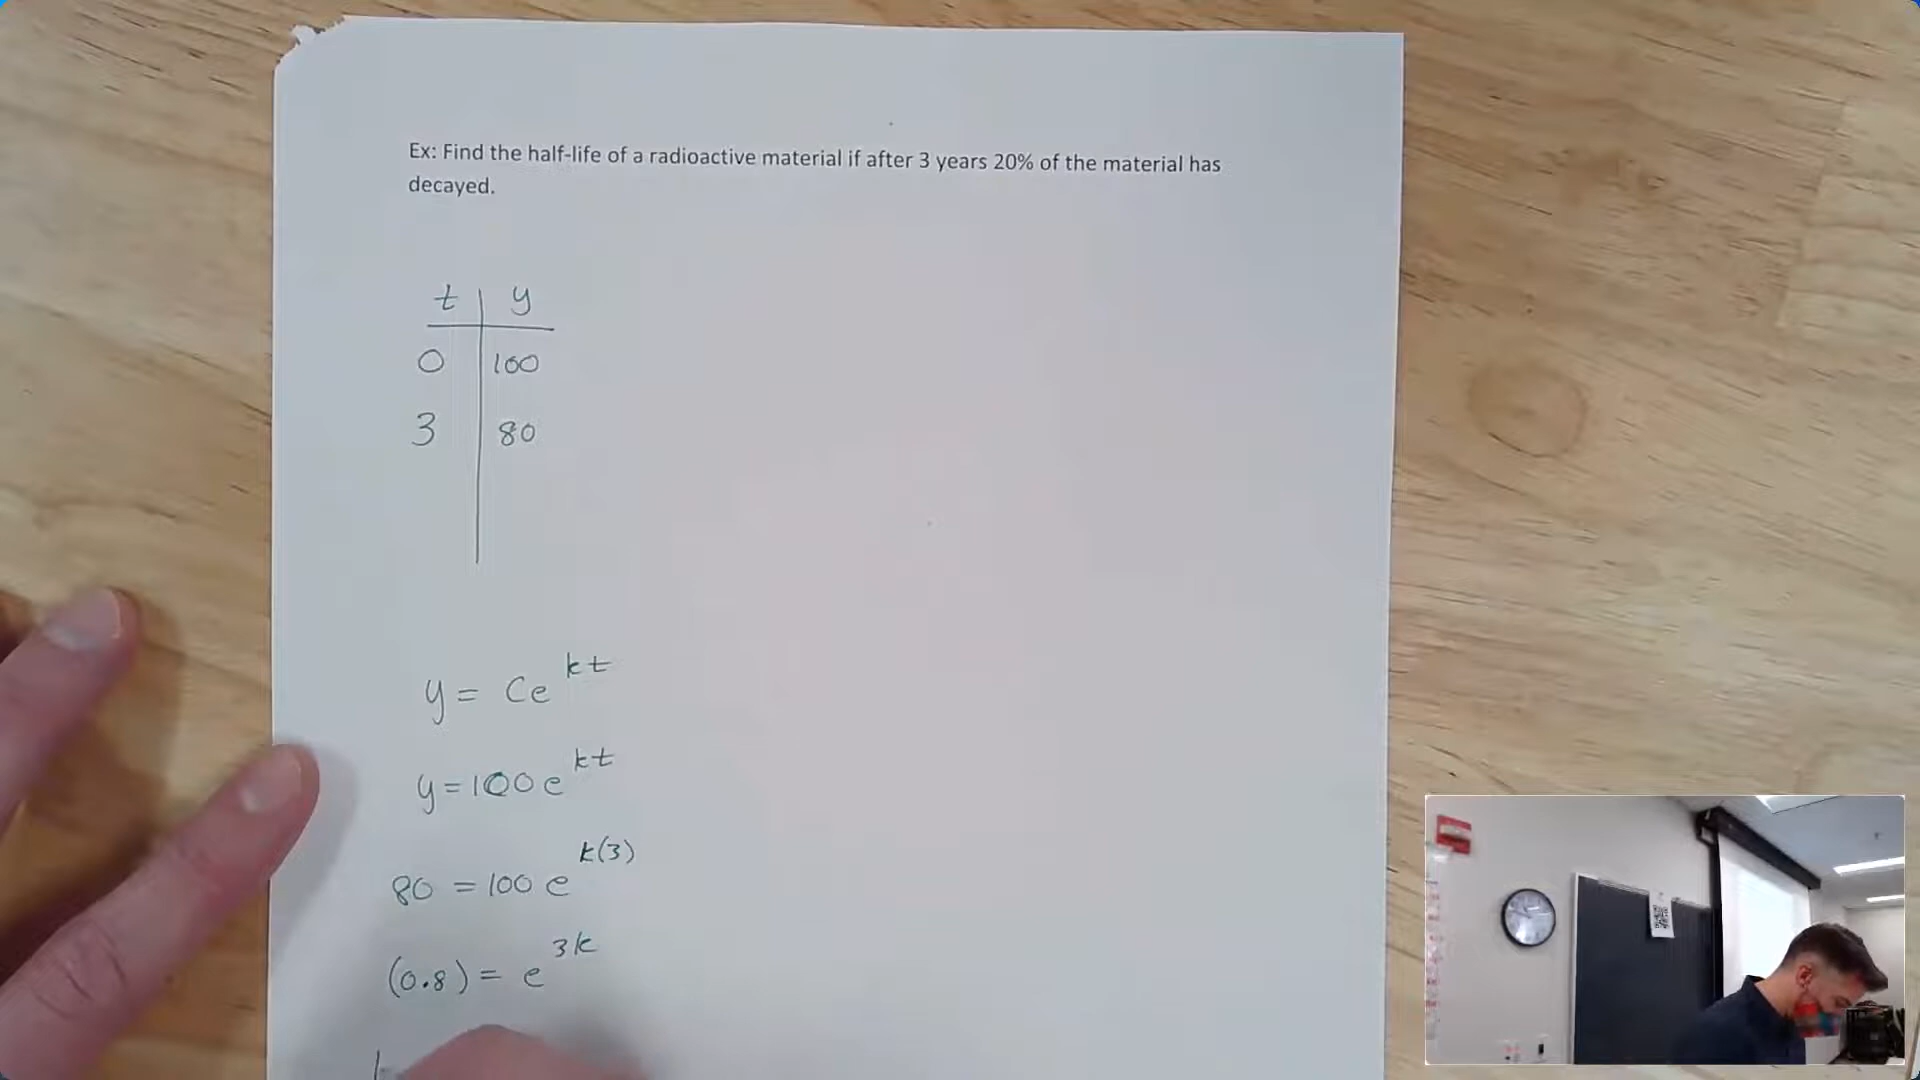 Ex: Find the half-life of a radioactive material if after 3 years 20% of the material has
decayed.
t | y
0 | 100
3 | 80
y = Ce^{kt}
y = 100e^{kt}
80 = 100e^{k(3)}
(0.8) = e^{3k}